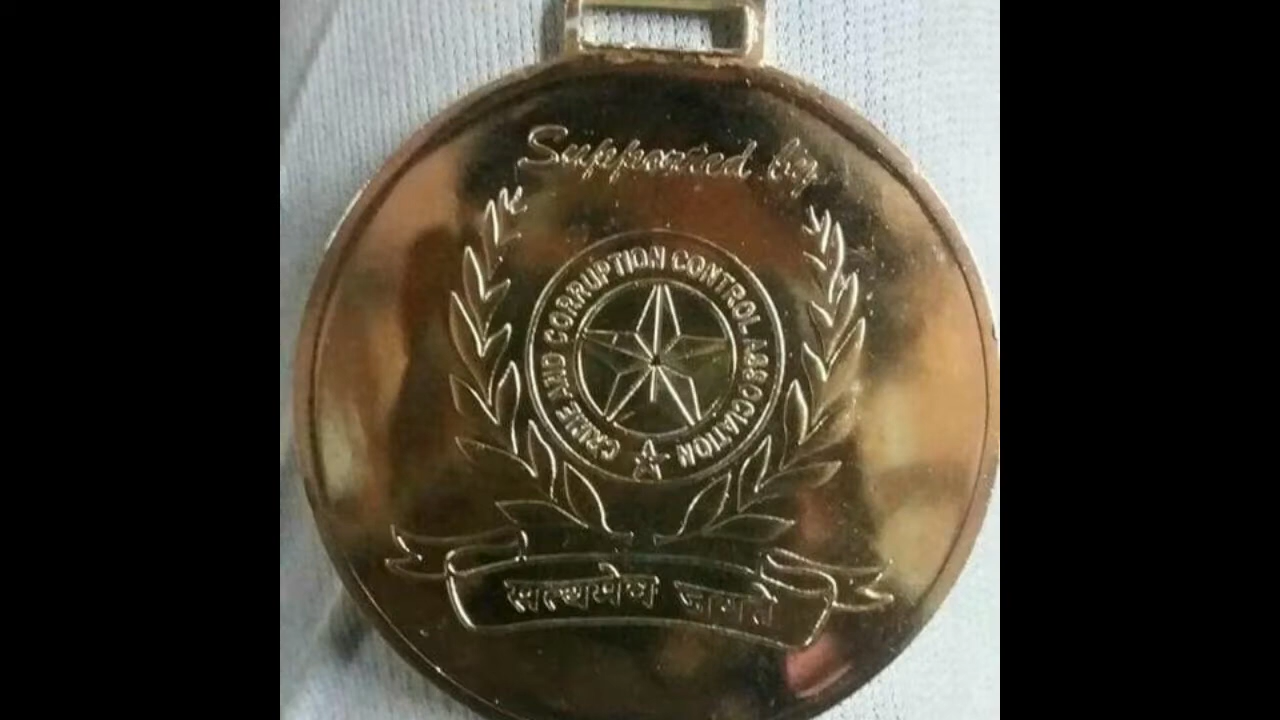 Supported by
CRIME AND CORRUPTION CONTROL ASSOCIATION
सत्यमेव जयते